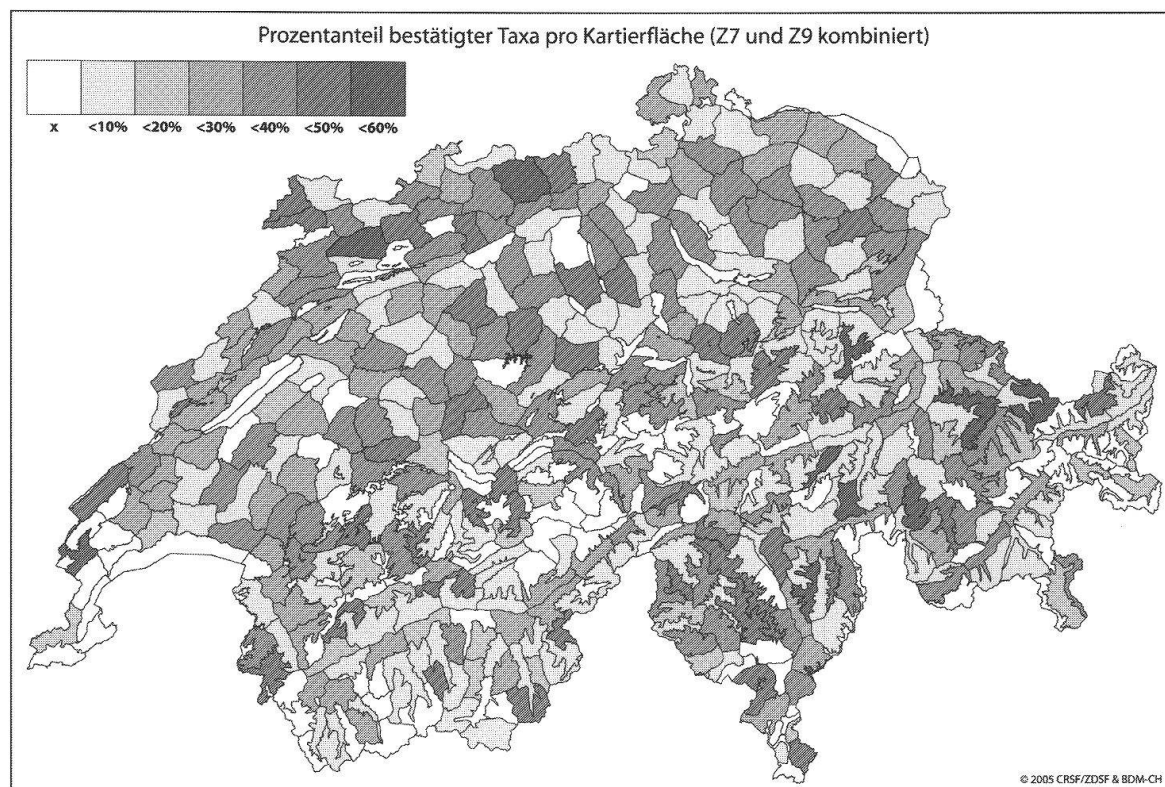 Prozentanteil bestätigter Taxa pro Kartierfläche (Z7 und Z9 kombiniert)
x <10% <20% <30% <40% <50% <60%
© 2005 CRSF/ZDSF & BDM-CH